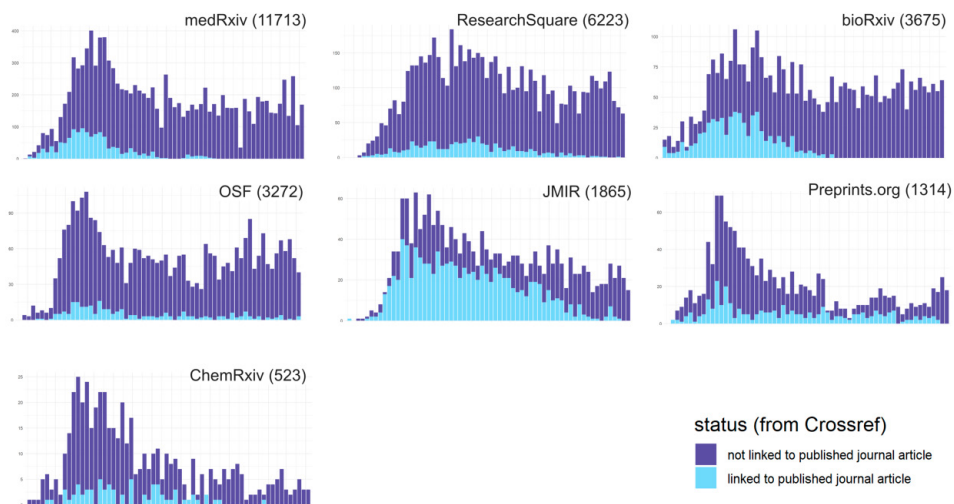 medRxiv (11713)
ResearchSquare (6223)
bioRxiv (3675)
OSF (3272)
JMIR (1865)
Preprints.org (1314)
ChemRxiv (523)
status (from Crossref)
not linked to published journal article
linked to published journal article